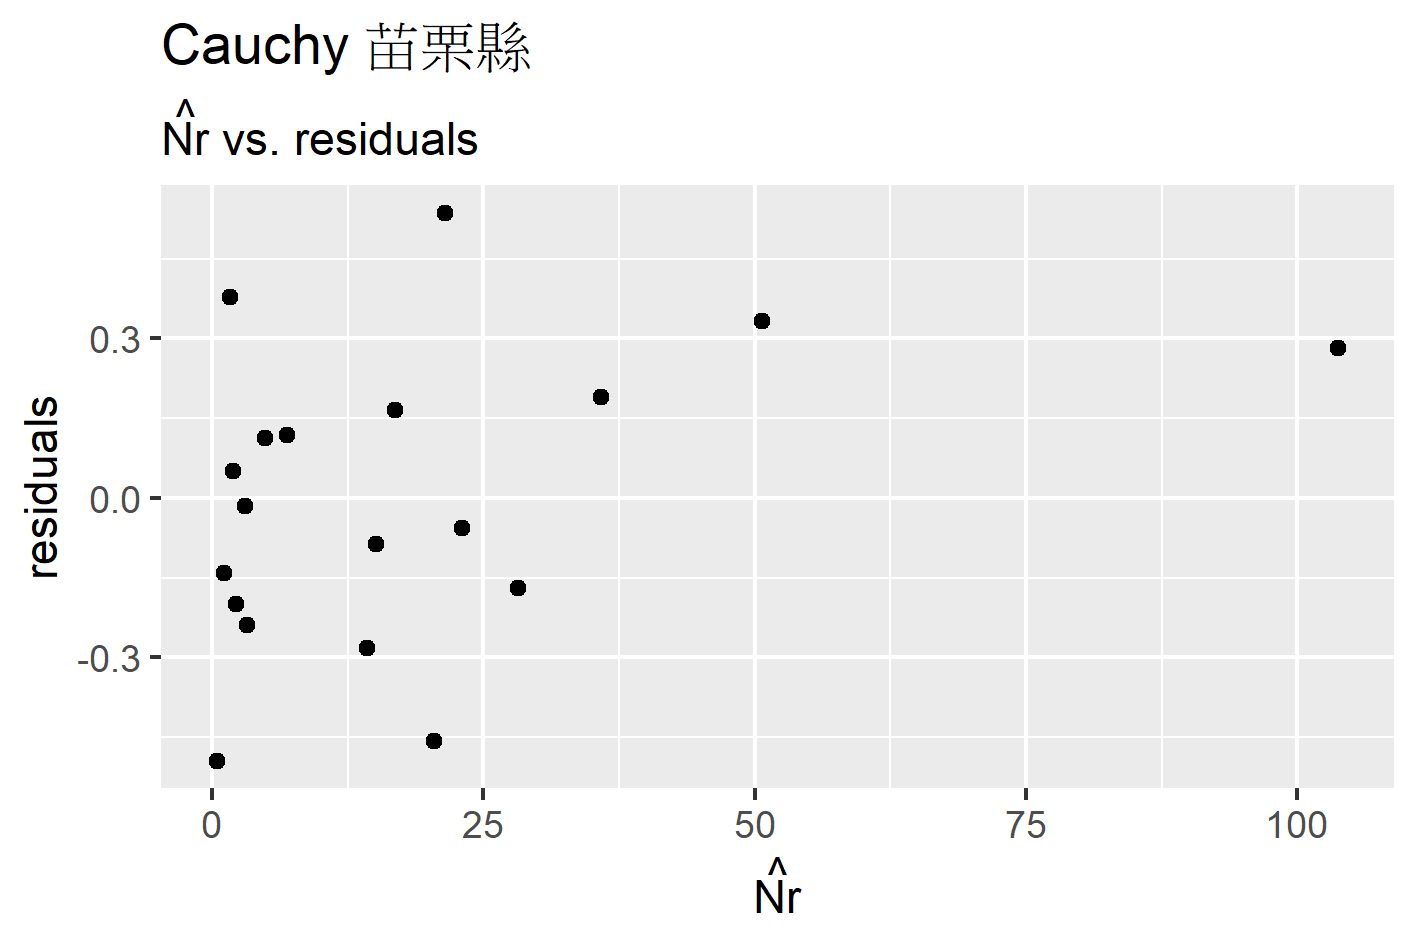 Cauchy 苗栗縣
N̂r vs. residuals
residuals
0.3
0.0
-0.3
0 25 50 75 100
N̂r